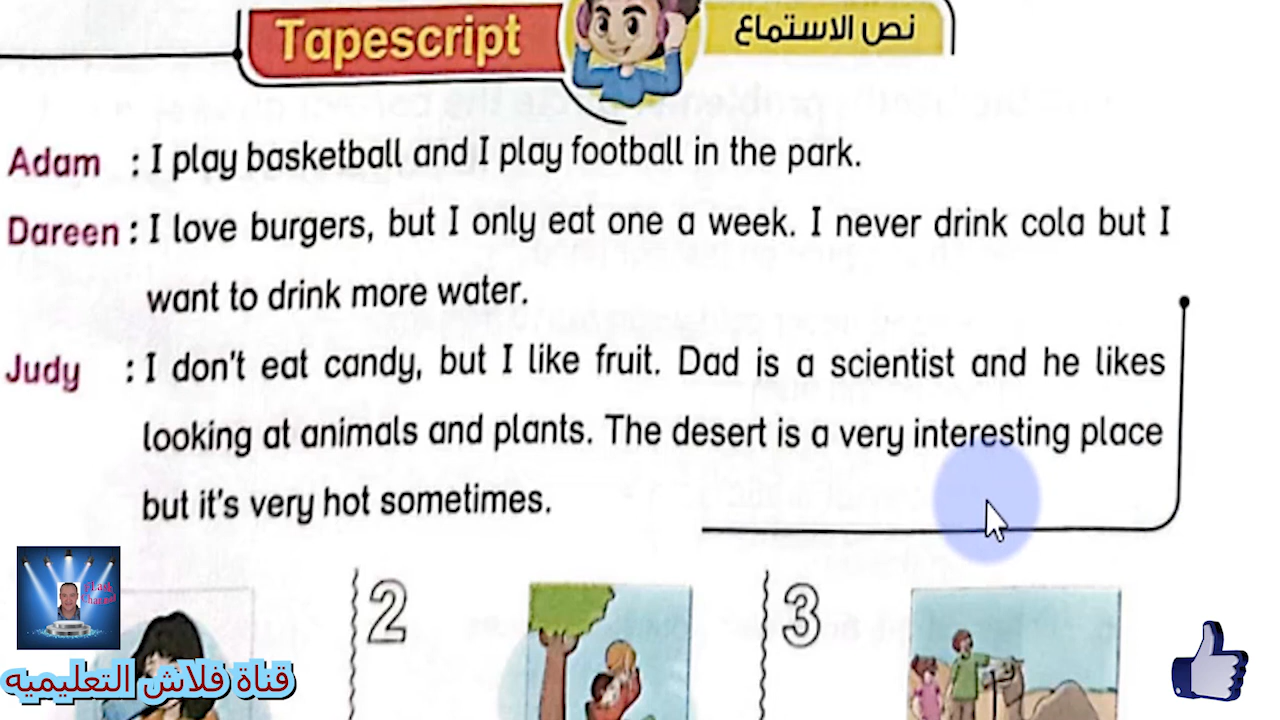 Tapescript
نص الاستماع
Adam : I play basketball and I play football in the park.
Dareen : I love burgers, but I only eat one a week. I never drink cola but I
want to drink more water.
Judy : I don't eat candy, but I like fruit. Dad is a scientist and he likes
looking at animals and plants. The desert is a very interesting place
but it's very hot sometimes.
2
3
قناة فلاش التعليميه